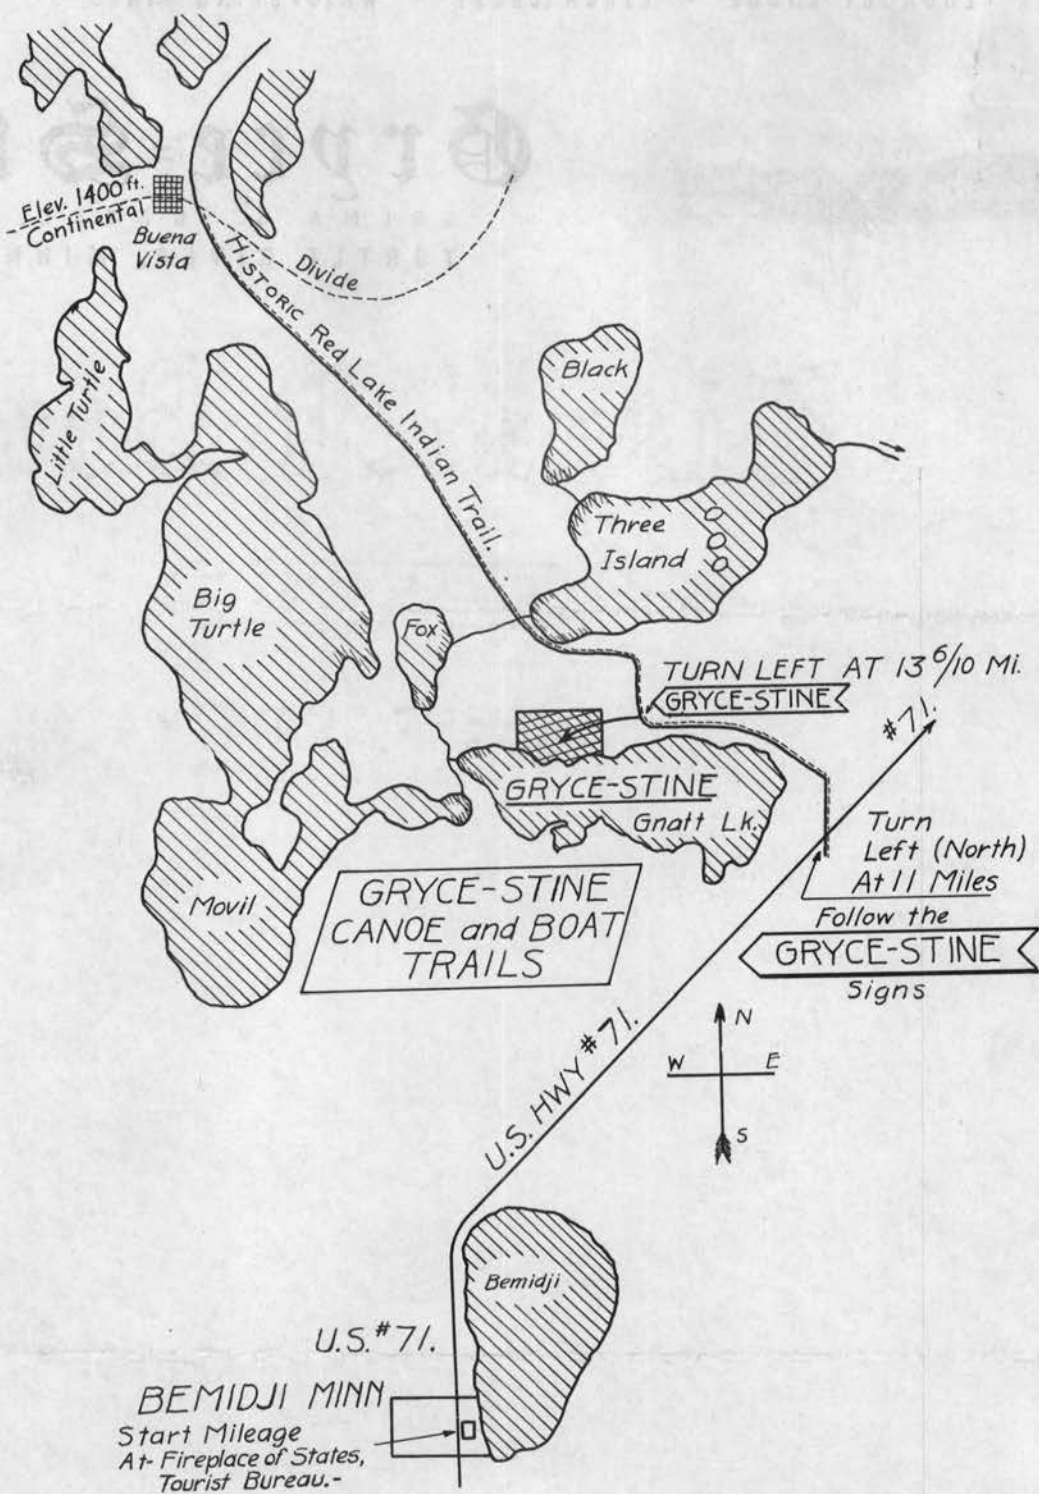 Elev. 1400 ft.
Continental
Buena
Vista
Divide
Historic Red Lake Indian Trail.
Little Turtle
Black
Three
Island
Big
Turtle
Fox
TURN LEFT AT 13 6/10 Mi.
GRYCE-STINE
#71.
GRYCE-STINE
Gnatt Lk.
Turn
Left (North)
At 11 Miles
Follow the
GRYCE-STINE
Signs
Movil
GRYCE-STINE
CANOE and BOAT
TRAILS
N
W E
S
U.S. HWY #71.
Bemidji
U.S. #71.
BEMIDJI MINN
Start Mileage
At- Fireplace of States,
Tourist Bureau.-